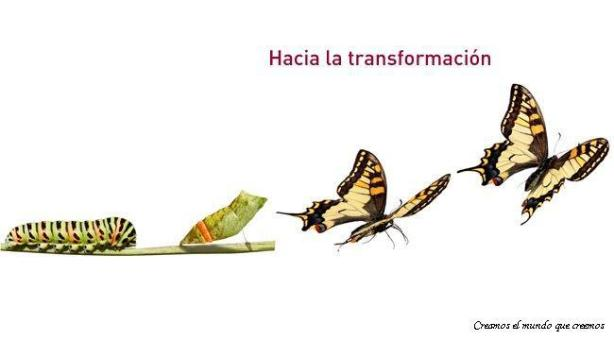 Hacia la transformación
Creamos el mundo que creemos